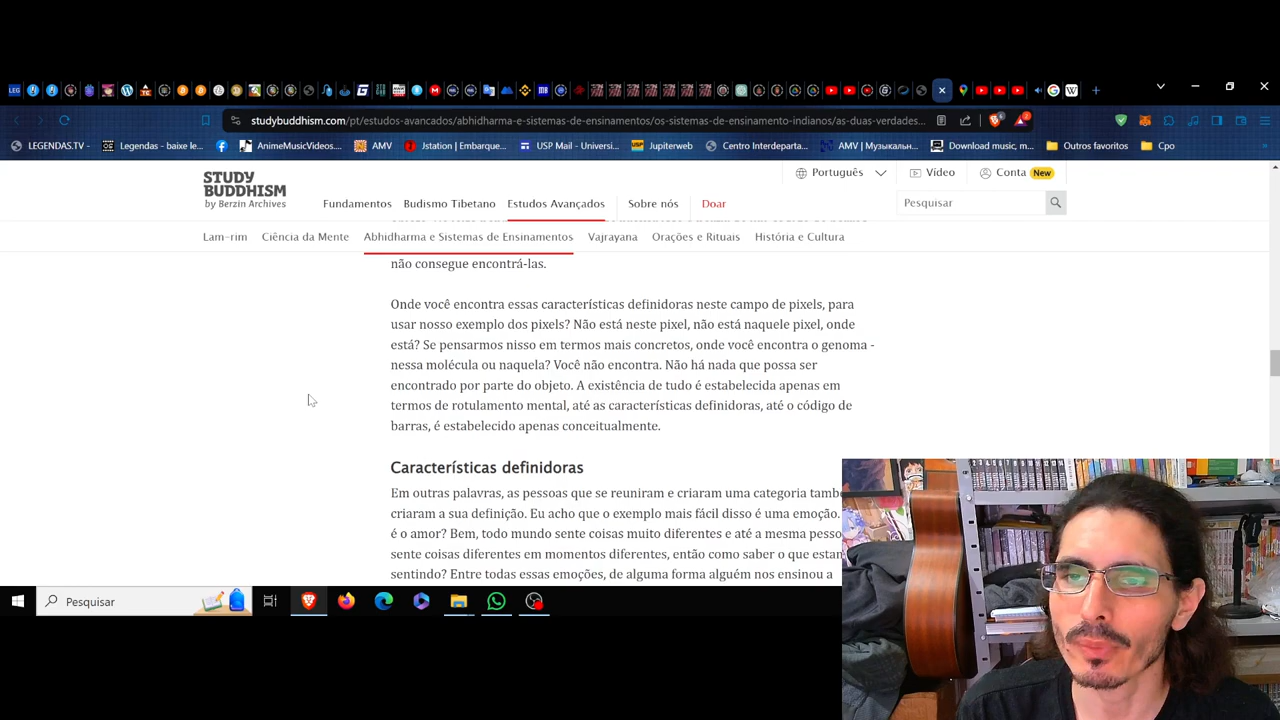 studybuddhism.com/pt/estudos-avancados/abhidharma-e-sistemas-de-ensinamentos/os-sistemas-de-ensinamento-indianos/as-duas-verdades...
LEGENDAS.TV -
Legendas - baixe le...
AnimeMusicVideos....
AMV
Jstation | Embarque...
USP Mail - Universi...
Jupiterweb
Centro Interdeparta...
AMV | Музыкальн...
Download music, m...
Outros favoritos
Cpo
STUDY
BUDDHISM
by Berzin Archives
Português
Vídeo
Conta New
Fundamentos
Budismo Tibetano
Estudos Avançados
Sobre nós
Doar
Pesquisar
Lam-rim
Ciência da Mente
Abhidharma e Sistemas de Ensinamentos
Vajrayana
Orações e Rituais
História e Cultura
não consegue encontrá-las.
Onde você encontra essas características definidoras neste campo de pixels, para
usar nosso exemplo dos pixels? Não está neste pixel, não está naquele pixel, onde
está? Se pensarmos nisso em termos mais concretos, onde você encontra o genoma -
nessa molécula ou naquela? Você não encontra. Não há nada que possa ser
encontrado por parte do objeto. A existência de tudo é estabelecida apenas em
termos de rotulamento mental, até as características definidoras, até o código de
barras, é estabelecido apenas conceitualmente.
Características definidoras
Em outras palavras, as pessoas que se reuniram e criaram uma categoria tamb
criaram a sua definição. Eu acho que o exemplo mais fácil disso é uma emoção.
é o amor? Bem, todo mundo sente coisas muito diferentes e até a mesma pesso
sente coisas diferentes em momentos diferentes, então como saber o que estan
sentindo? Entre todas essas emoções, de alguma forma alguém nos ensinou a
Pesquisar